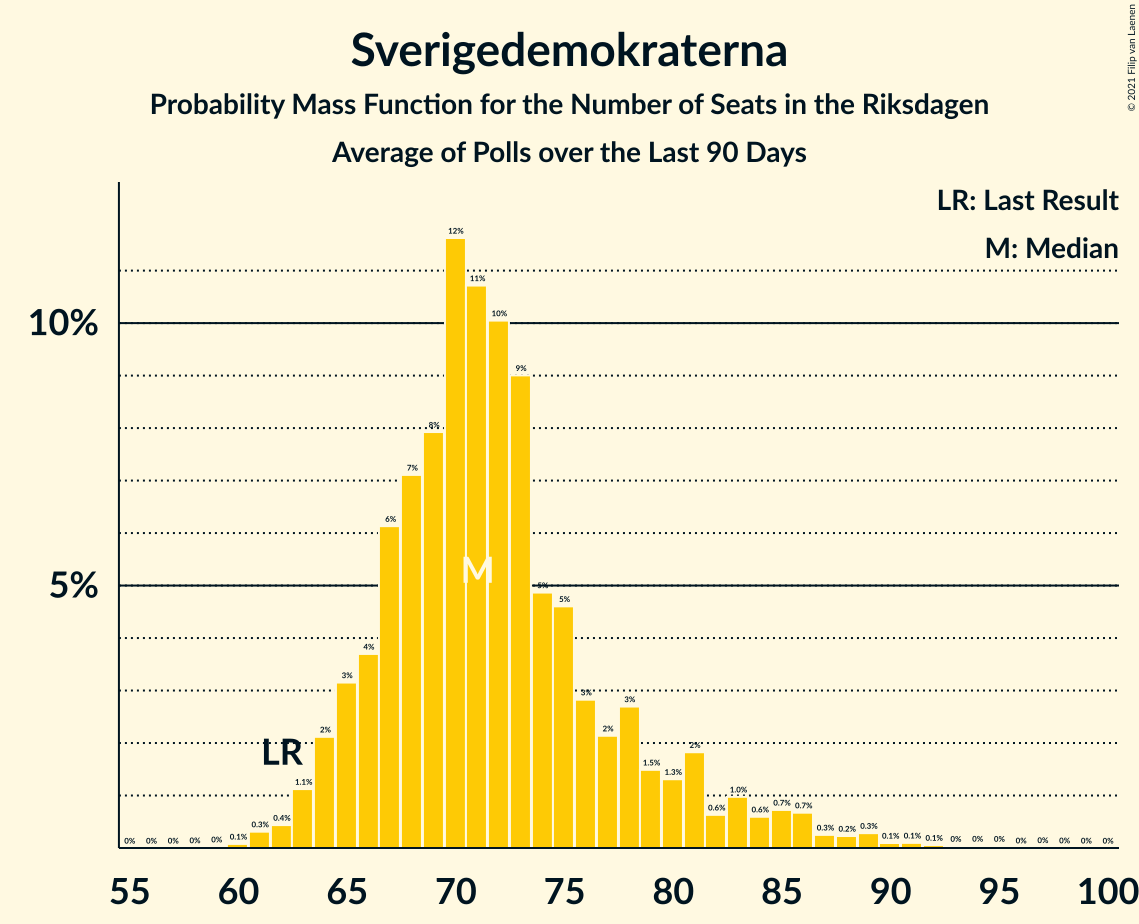 Sverigedemokraterna
Probability Mass Function for the Number of Seats in the Riksdagen
Average of Polls over the Last 90 Days
© 2021 Filip van Laenen
LR: Last Result
M: Median
10%
5%
0% 0% 0% 0% 0% 0.1% 0.3% 0.4% 1.1% 2% 3% 4% 6% 7% 8% 12% 11% 10% 9% 5% 5% 3% 2% 3% 1.5% 1.3% 2% 0.6% 1.0% 0.6% 0.7% 0.7% 0.3% 0.2% 0.3% 0.1% 0.1% 0.1% 0% 0% 0% 0% 0% 0% 0% 0%
LR
M
55 60 65 70 75 80 85 90 95 100